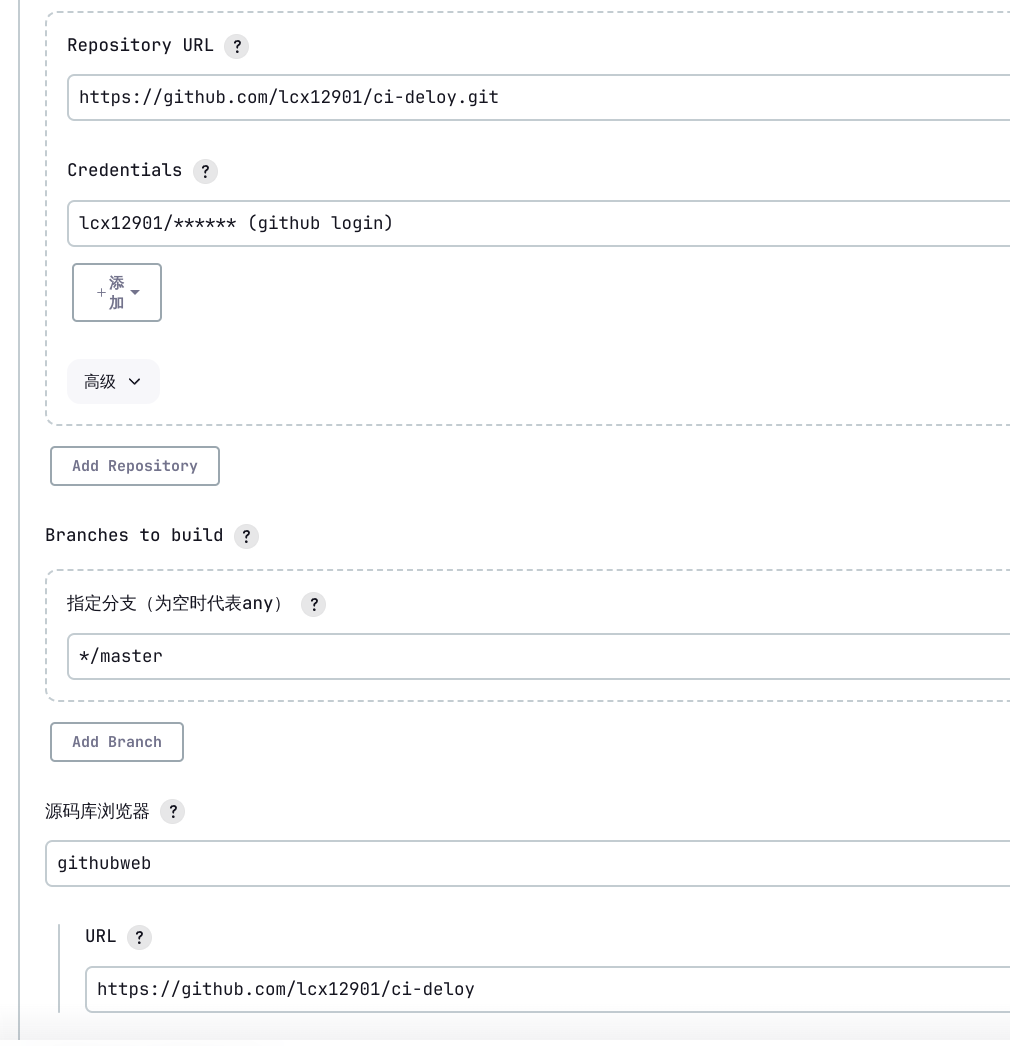 Repository URL ?
https://github.com/lcx12901/ci-deloy.git
Credentials ?
lcx12901/****** (github login)
+添
加
高级
Add Repository
Branches to build ?
指定分支（为空时代表any） ?
*/master
Add Branch
源码库浏览器 ?
githubweb
URL ?
https://github.com/lcx12901/ci-deloy